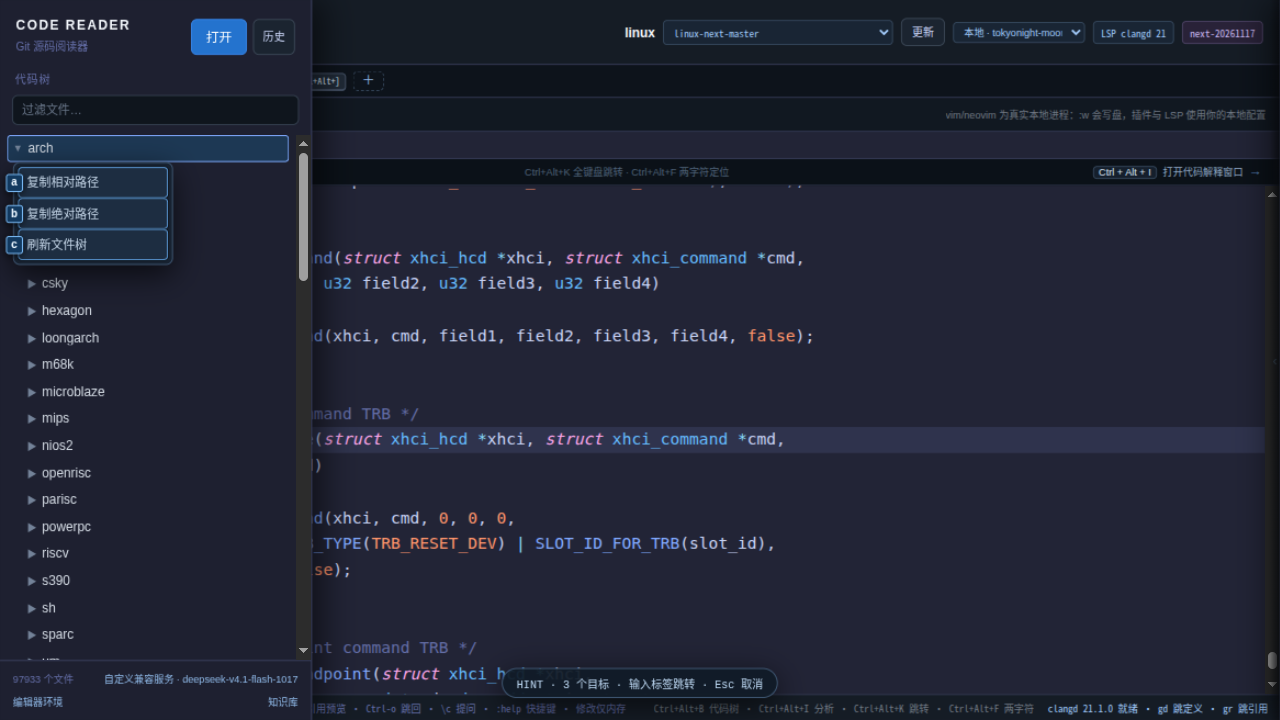 CODE READER
Git 源码阅读器
打开
历史
代码树
过滤文件…
arch
a 复制相对路径
b 复制绝对路径
c 刷新文件树
csky
hexagon
loongarch
m68k
microblaze
mips
nios2
openrisc
parisc
powerpc
riscv
s390
sh
sparc
97933 个文件
自定义兼容服务 · deepseek-v4.1-flash-1017
编辑器环境
知识库
linux
linux-next-master
更新
本地 · tokyonight-moon
LSP clangd 21
next-20261117
+Alt+]
+
vim/neovim 为真实本地进程：:w 会写盘，插件与 LSP 使用你的本地配置
Ctrl+Alt+K 全键盘跳转 · Ctrl+Alt+F 两字符定位
Ctrl + Alt + I
打开代码解释窗口 →
nd(struct xhci_hcd *xhci, struct xhci_command *cmd,
u32 field2, u32 field3, u32 field4)
d(xhci, cmd, field1, field2, field3, field4, false);
mand TRB */
(struct xhci_hcd *xhci, struct xhci_command *cmd,
)
d(xhci, cmd, 0, 0, 0,
_TYPE(TRB_RESET_DEV) | SLOT_ID_FOR_TRB(slot_id),
se);
nt command TRB */
dpoint(struct xhci_h
HINT · 3 个目标 · 输入标签跳转 · Esc 取消
用预览 · Ctrl-o 跳回 · \c 提问 · :help 快捷键 · 修改仅内存
Ctrl+Alt+B 代码树 · Ctrl+Alt+I 分析 · Ctrl+Alt+K 跳转 · Ctrl+Alt+F 两字符
clangd 21.1.0 就绪 · gd 跳定义 · gr 跳引用